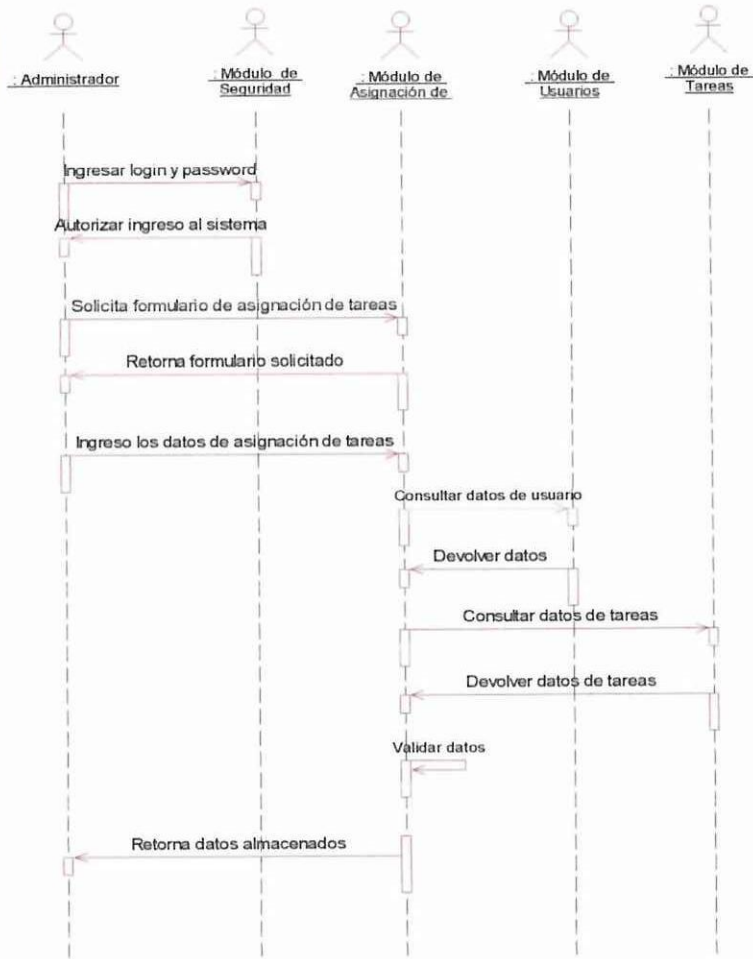 : Administrador
: Módulo de
Seguridad
: Módulo de
Asignación de
: Módulo de
Usuarios
: Módulo de
Tareas
Ingresar login y password
Autorizar ingreso al sistema
Solicita formulario de asignación de tareas
Retorna formulario solicitado
Ingreso los datos de asignación de tareas
Consultar datos de usuario
Devolver datos
Consultar datos de tareas
Devolver datos de tareas
Validar datos
Retorna datos almacenados